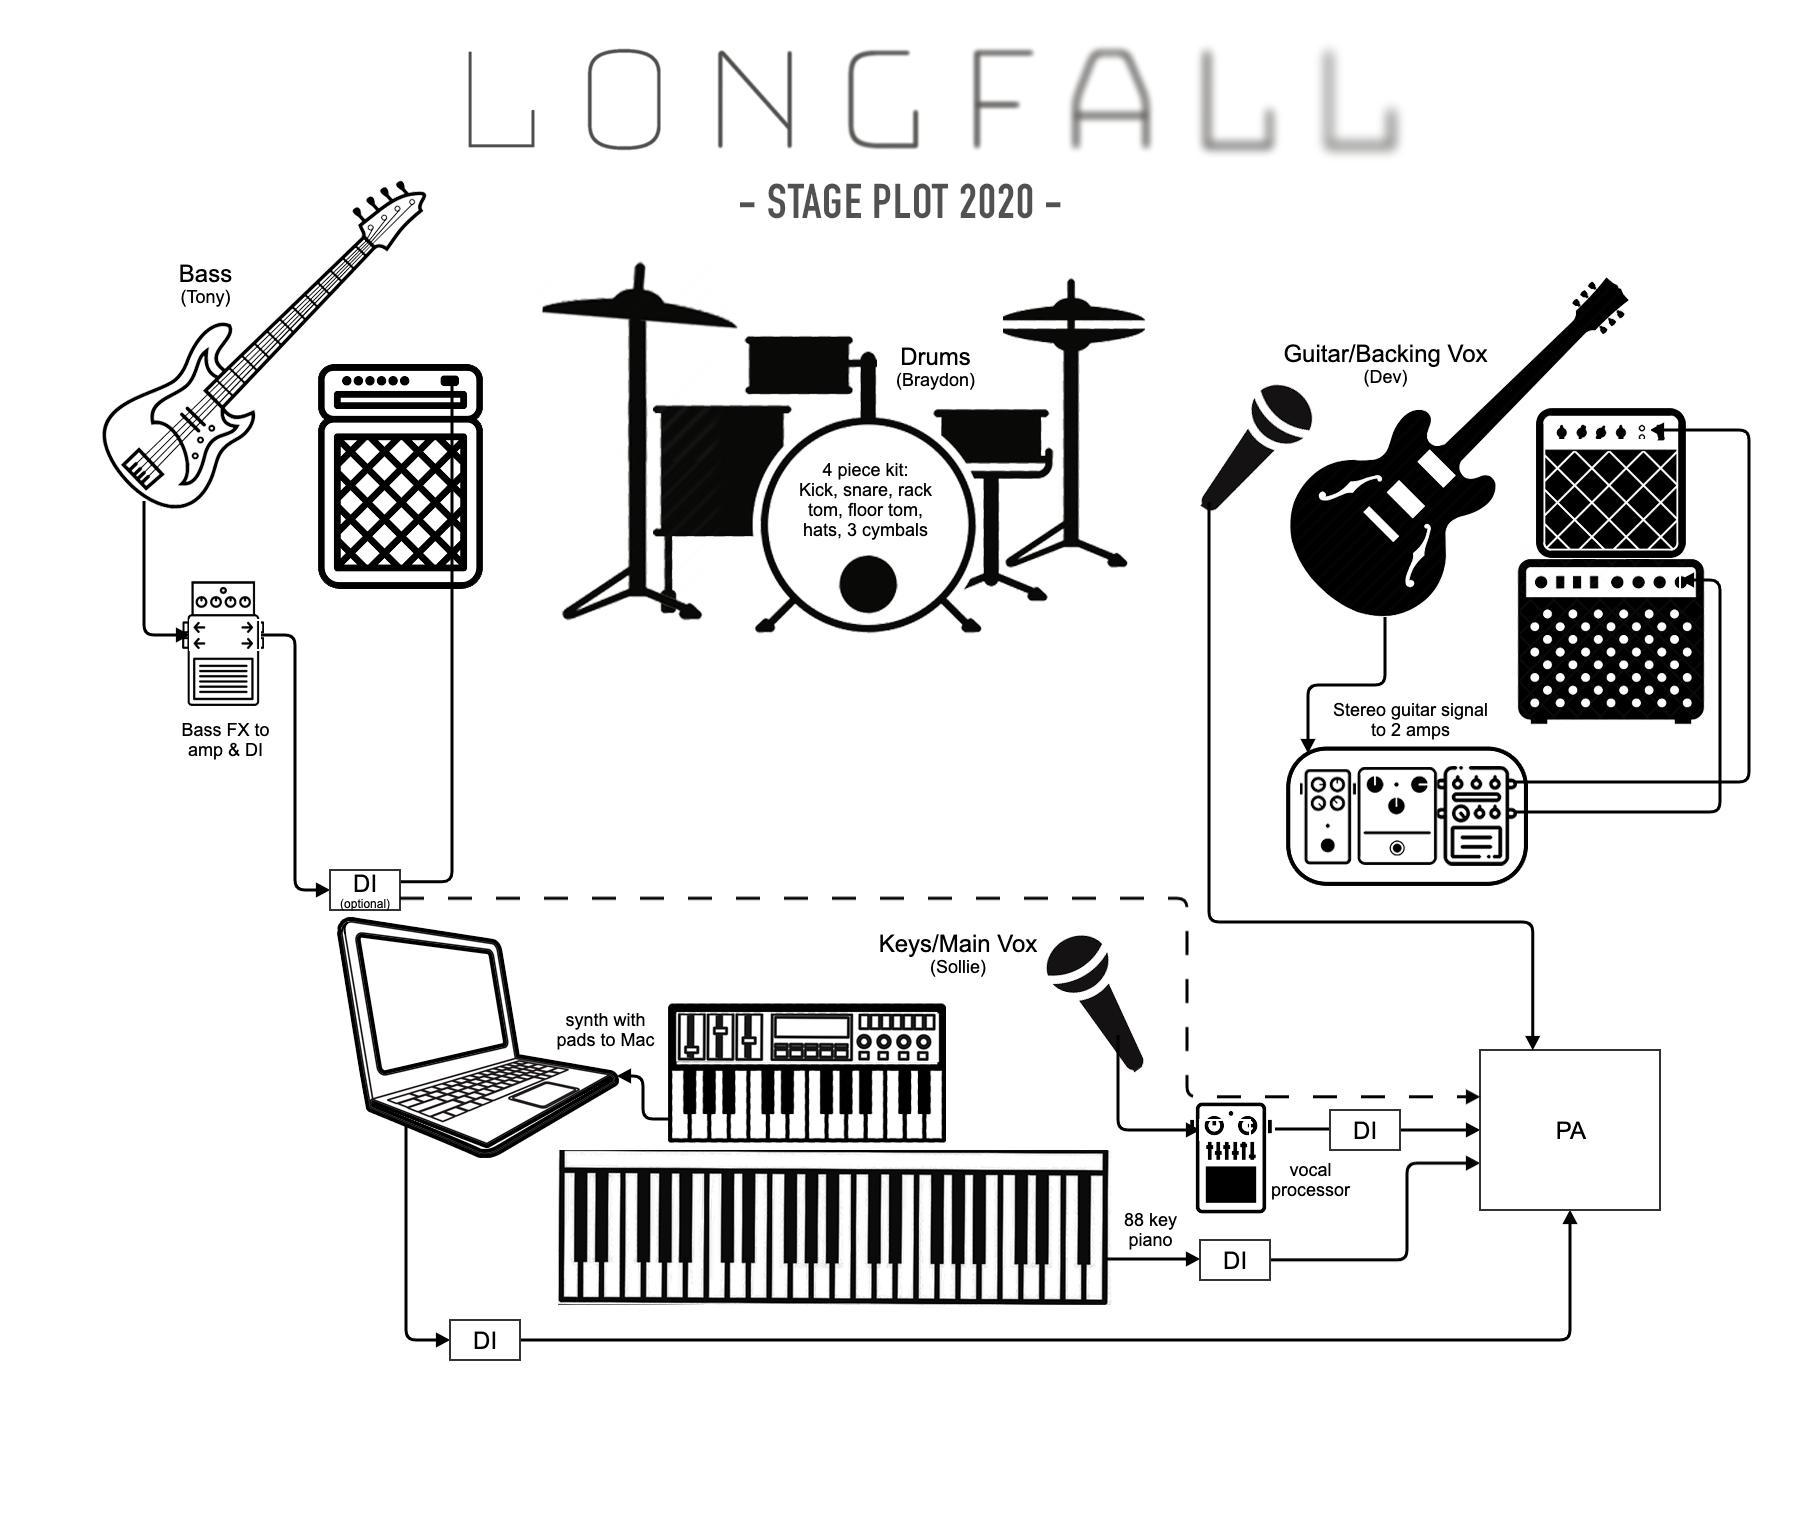 LONGFALL
- STAGE PLOT 2020 -
Bass
(Tony)
Drums
(Braydon)
4 piece kit:
Kick, snare, rack
tom, floor tom,
hats, 3 cymbals
Guitar/Backing Vox
(Dev)
Bass FX to
amp & DI
Stereo guitar signal
to 2 amps
DI
(optional)
Keys/Main Vox
(Sollie)
synth with
pads to Mac
DI
PA
vocal
processor
88 key
piano
DI
DI